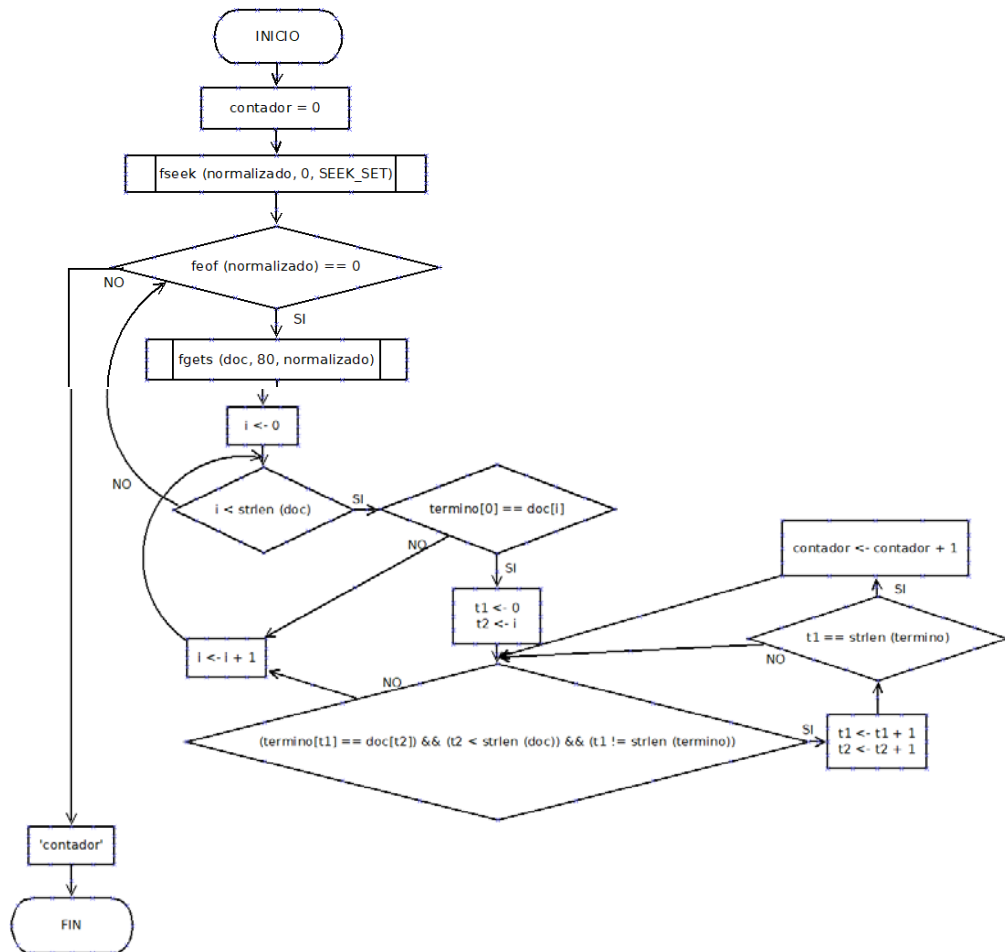 INICIO
contador = 0
fseek (normalizado, 0, SEEK_SET)
feof (normalizado) == 0
NO
SI
fgets (doc, 80, normalizado)
i <- 0
NO
i < strlen (doc)
SI
termino[0] == doc[i]
NO
SI
contador <- contador + 1
t1 <- 0
t2 <- i
SI
t1 == strlen (termino)
NO
i <- i + 1
NO
(termino[t1] == doc[t2]) && (t2 < strlen (doc)) && (t1 != strlen (termino))
SI
t1 <- t1 + 1
t2 <- t2 + 1
'contador'
FIN